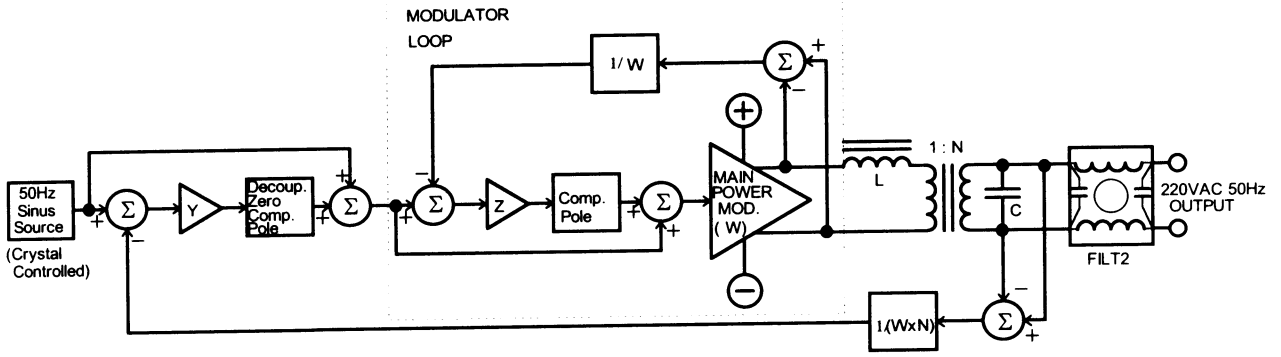 MODULATOR
LOOP
1/W
Σ
+
−
50Hz
Sinus
Source
(Crystal
Controlled)
+
Σ
−
Y
Decoup.
Zero
Comp.
Pole
+
+
Σ
−
+
Σ
Z
Comp.
Pole
+
Σ
+
+
MAIN
POWER
MOD.
( W)
−
L
1 : N
C
FILT2
220VAC 50Hz
OUTPUT
1/(WxN)
−
Σ
+